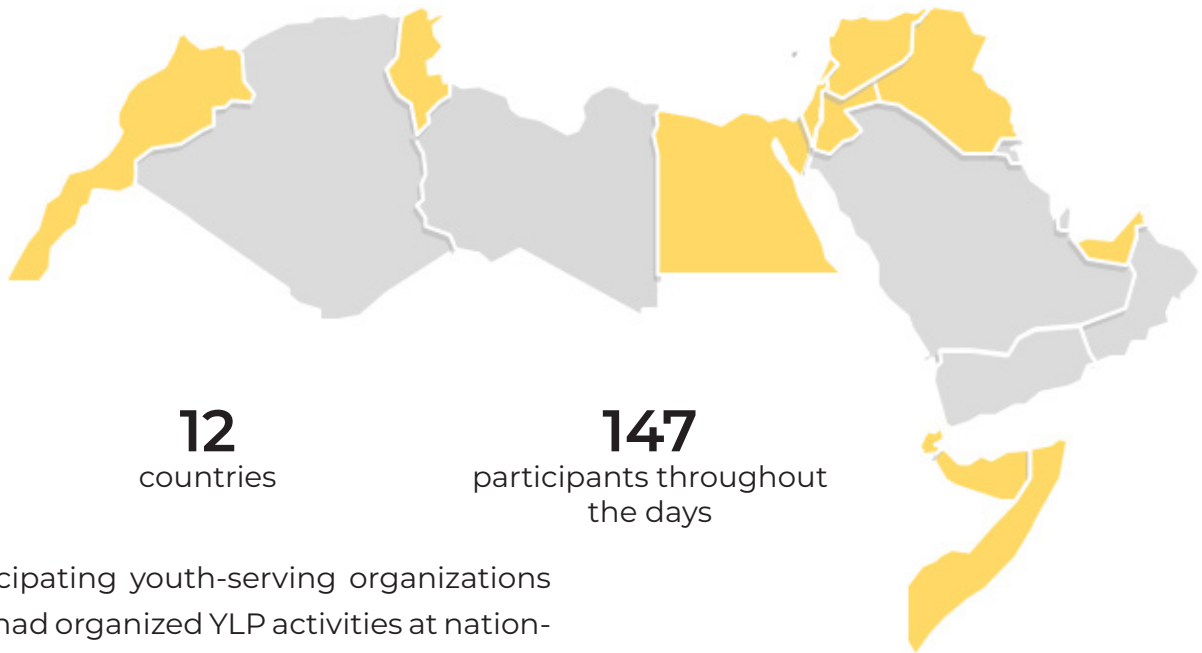 12
countries
147
participants throughout
the days
cipating youth-serving organizations
had organized YLP activities at nation-